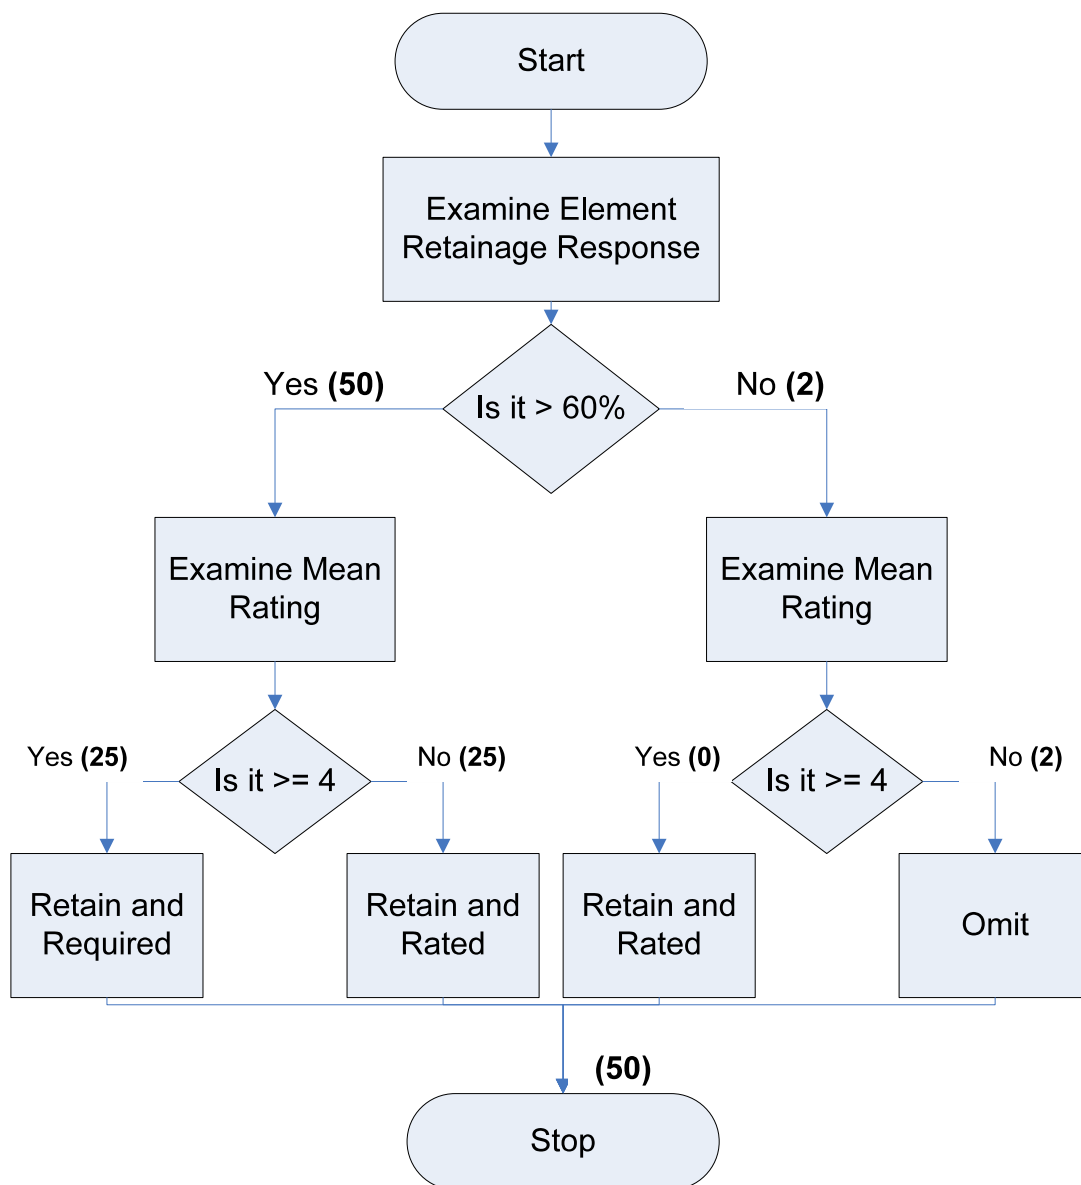 Start
Examine Element
Retainage Response
Yes (50)
No (2)
Is it > 60%
Examine Mean
Rating
Examine Mean
Rating
Yes (25)
No (25)
Yes (0)
No (2)
Is it >= 4
Is it >= 4
Retain and
Required
Retain and
Rated
Retain and
Rated
Omit
(50)
Stop